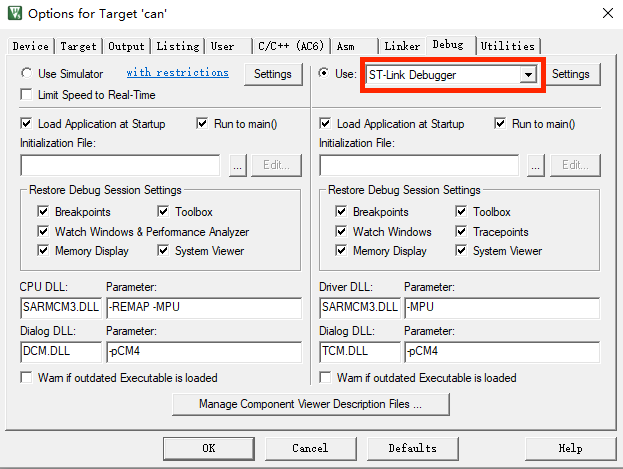 Options for Target 'can'
Device Target Output Listing User C/C++ (AC6) Asm Linker Debug Utilities
Use Simulator with restrictions Settings
Limit Speed to Real-Time
Use: ST-Link Debugger Settings
Load Application at Startup Run to main()
Initialization File:
... Edit...
Restore Debug Session Settings
Breakpoints Toolbox
Watch Windows & Performance Analyzer
Memory Display System Viewer
CPU DLL: Parameter:
SARMCM3.DLL -REMAP -MPU
Dialog DLL: Parameter:
DCM.DLL -pCM4
Warn if outdated Executable is loaded
Load Application at Startup Run to main()
Initialization File:
... Edit...
Restore Debug Session Settings
Breakpoints Toolbox
Watch Windows Tracepoints
Memory Display System Viewer
Driver DLL: Parameter:
SARMCM3.DLL -MPU
Dialog DLL: Parameter:
TCM.DLL -pCM4
Warn if outdated Executable is loaded
Manage Component Viewer Description Files ...
OK Cancel Defaults Help